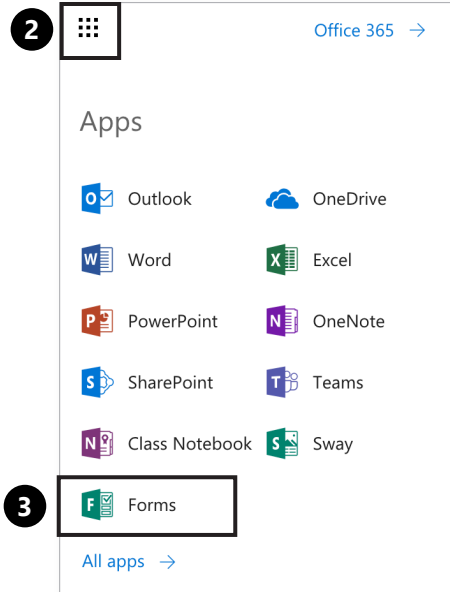 2
Office 365 →
Apps
Outlook OneDrive
Word Excel
PowerPoint OneNote
SharePoint Teams
Class Notebook Sway
3 Forms
All apps →